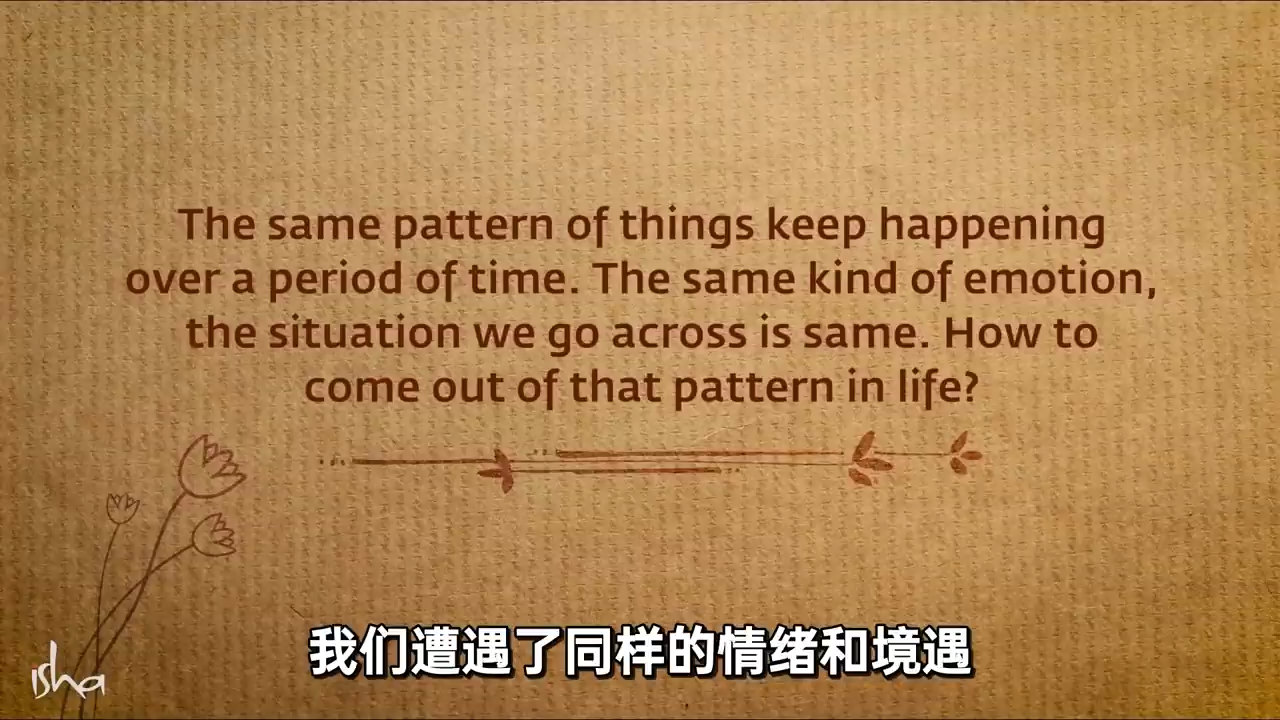 The same pattern of things keep happening
over a period of time. The same kind of emotion,
the situation we go across is same. How to
come out of that pattern in life?
我们遭遇了同样的情绪和境遇
isha